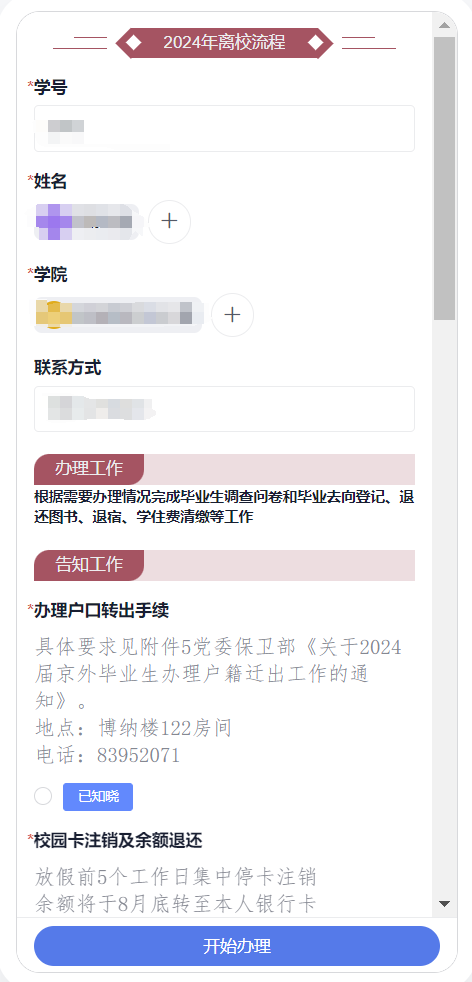 2024年离校流程
*学号
*姓名
*学院
联系方式
办理工作
根据需要办理情况完成毕业生调查问卷和毕业去向登记、退
还图书、退宿、学住费清缴等工作
告知工作
*办理户口转出手续
具体要求见附件5党委保卫部《关于2024
届京外毕业生办理户籍迁出工作的通
知》。
地点：博纳楼122房间
电话：83952071
已知晓
*校园卡注销及余额退还
放假前5个工作日集中停卡注销
余额将于8月底转至本人银行卡
开始办理